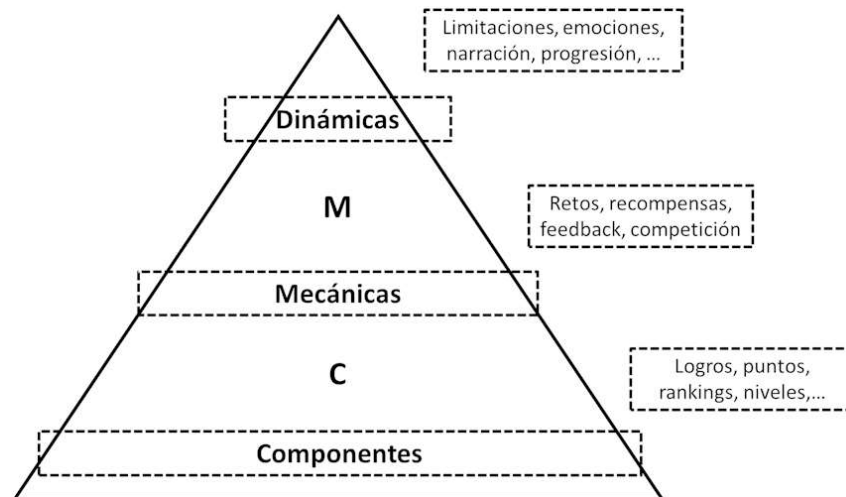 Limitaciones, emociones,
narración, progresión, ...
Dinámicas
M
Retos, recompensas,
feedback, competición
Mecánicas
C
Logros, puntos,
rankings, niveles,...
Componentes